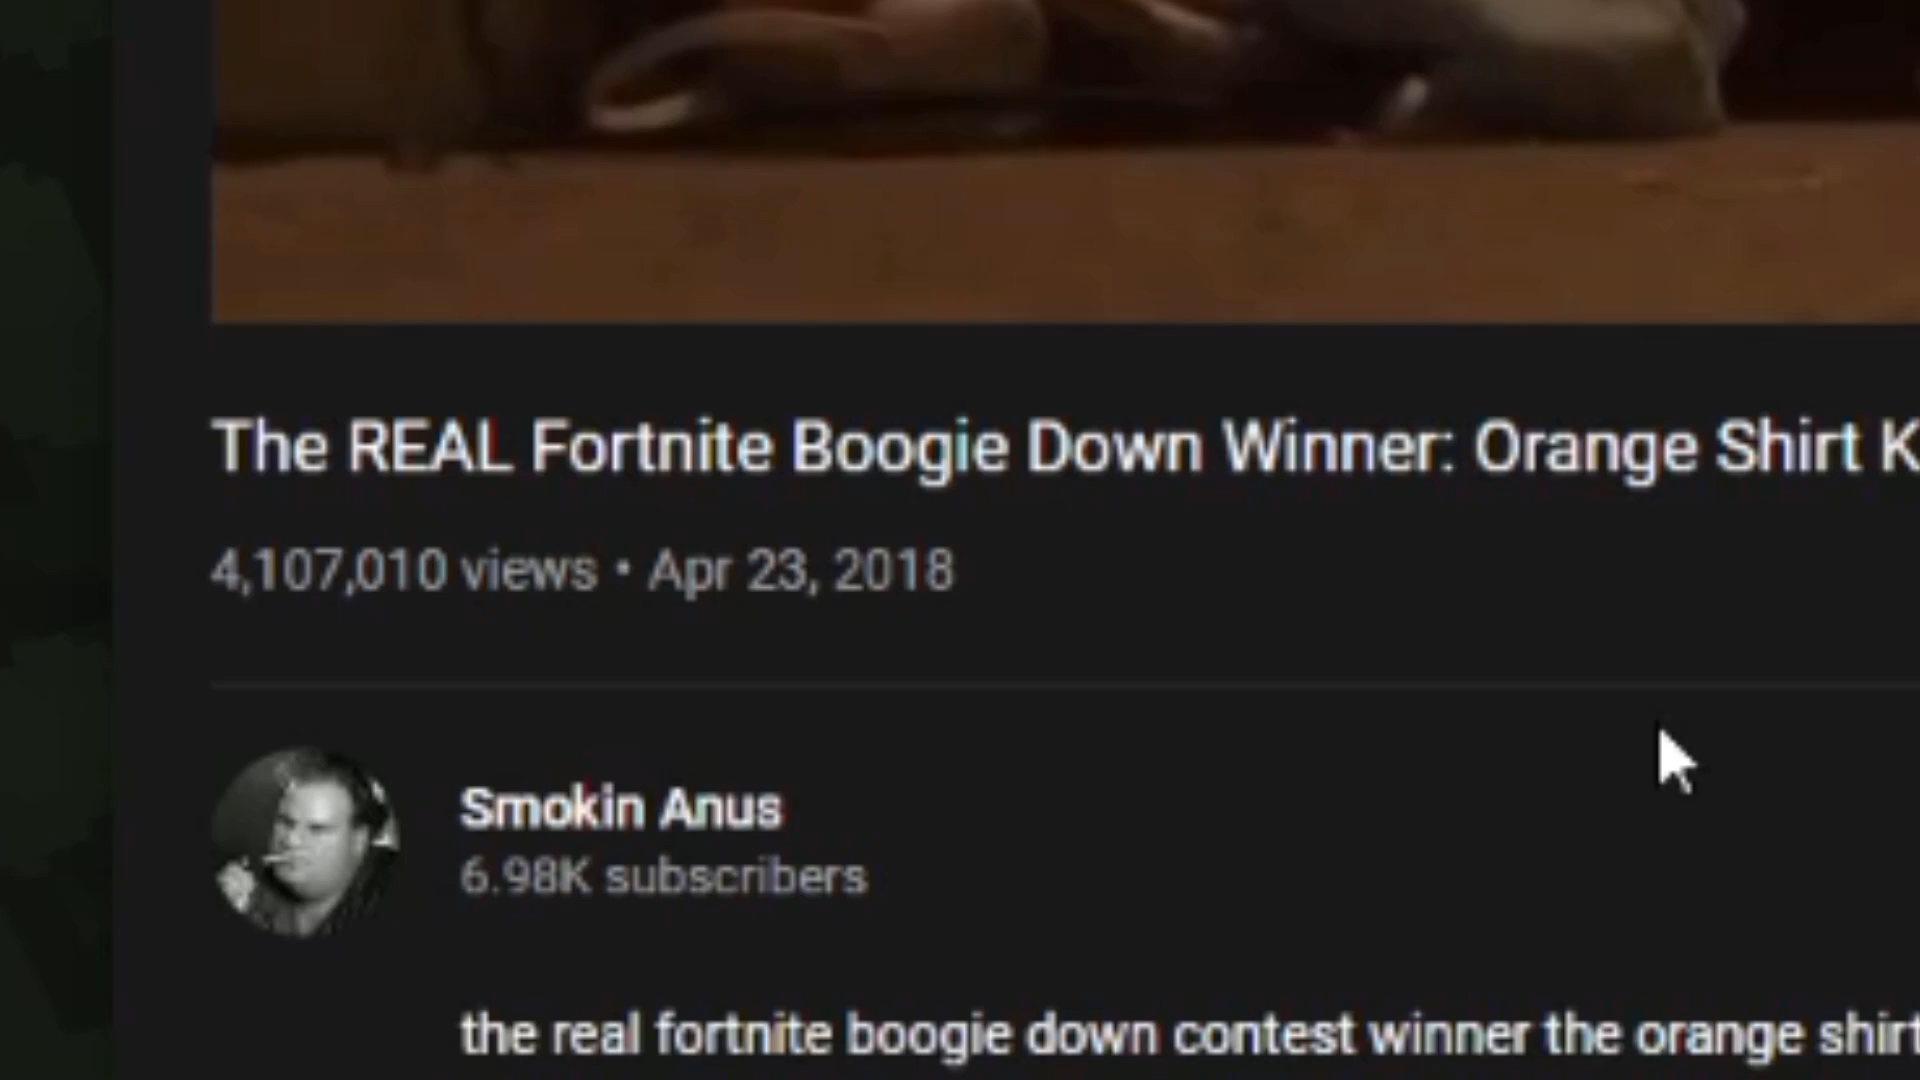 The REAL Fortnite Boogie Down Winner: Orange Shirt K
4,107,010 views • Apr 23, 2018
Smokin Anus
6.98K subscribers
the real fortnite boogie down contest winner the orange shirt